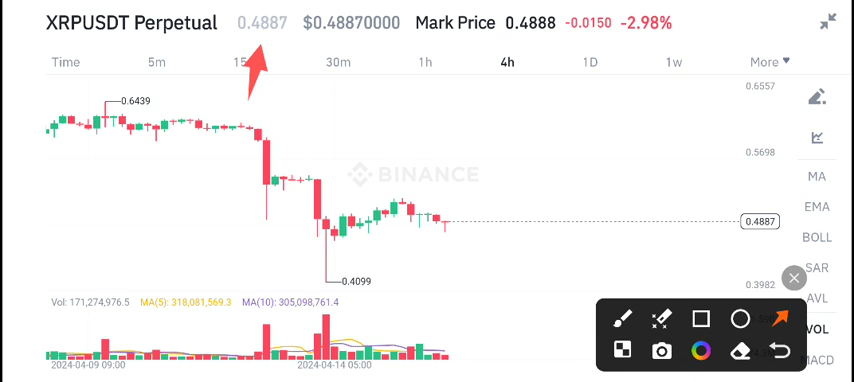 XRPUSDT Perpetual 0.4887 $0.48870000 Mark Price 0.4888 -0.0150 -2.98%
Time 5m 15 30m 1h 4h 1D 1w More
0.6557
0.6439
0.5698
BINANCE
MA
EMA
0.4887
BOLL
SAR
0.4099
0.3982
AVL
Vol: 171,274,976.5 MA(5): 318,081,569.3 MA(10): 305,098,761.4
VOL
MACD
2024-04-09 09:00 2024-04-14 05:00